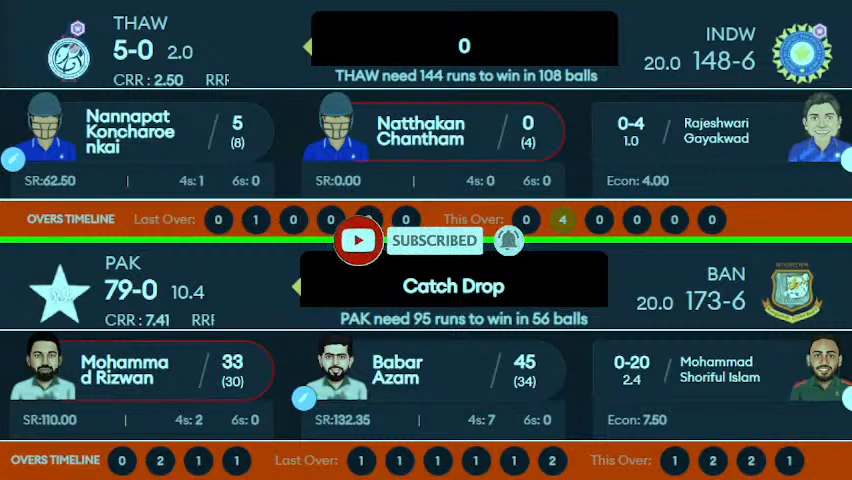 THAW
5-0 2.0
CRR : 2.50 RRF
0
THAW need 144 runs to win in 108 balls
INDW
20.0 148-6
Nannapat
Koncharoe
nkai
5
(8)
SR:62.50 | 4s: 1 6s: 0
Natthakan
Chantham
0
(4)
SR:0.00 | 4s: 0 6s: 0
0-4
1.0
Rajeshwari
Gayakwad
Econ: 4.00
OVERS TIMELINE Last Over: 0 1 0 0 0 0 This Over: 0 4 0 0 0 0
SUBSCRIBED
PAK
79-0 10.4
CRR : 7.41 RRF
Catch Drop
PAK need 95 runs to win in 56 balls
BAN
20.0 173-6
Mohamma
d Rizwan
33
(30)
SR:110.00 | 4s: 2 6s: 0
Babar
Azam
45
(34)
SR:132.35 | 4s: 7 6s: 0
0-20
2.4
Mohammad
Shoriful Islam
Econ: 7.50
OVERS TIMELINE 0 2 1 1 Last Over: 1 1 1 1 1 2 This Over: 1 2 2 1